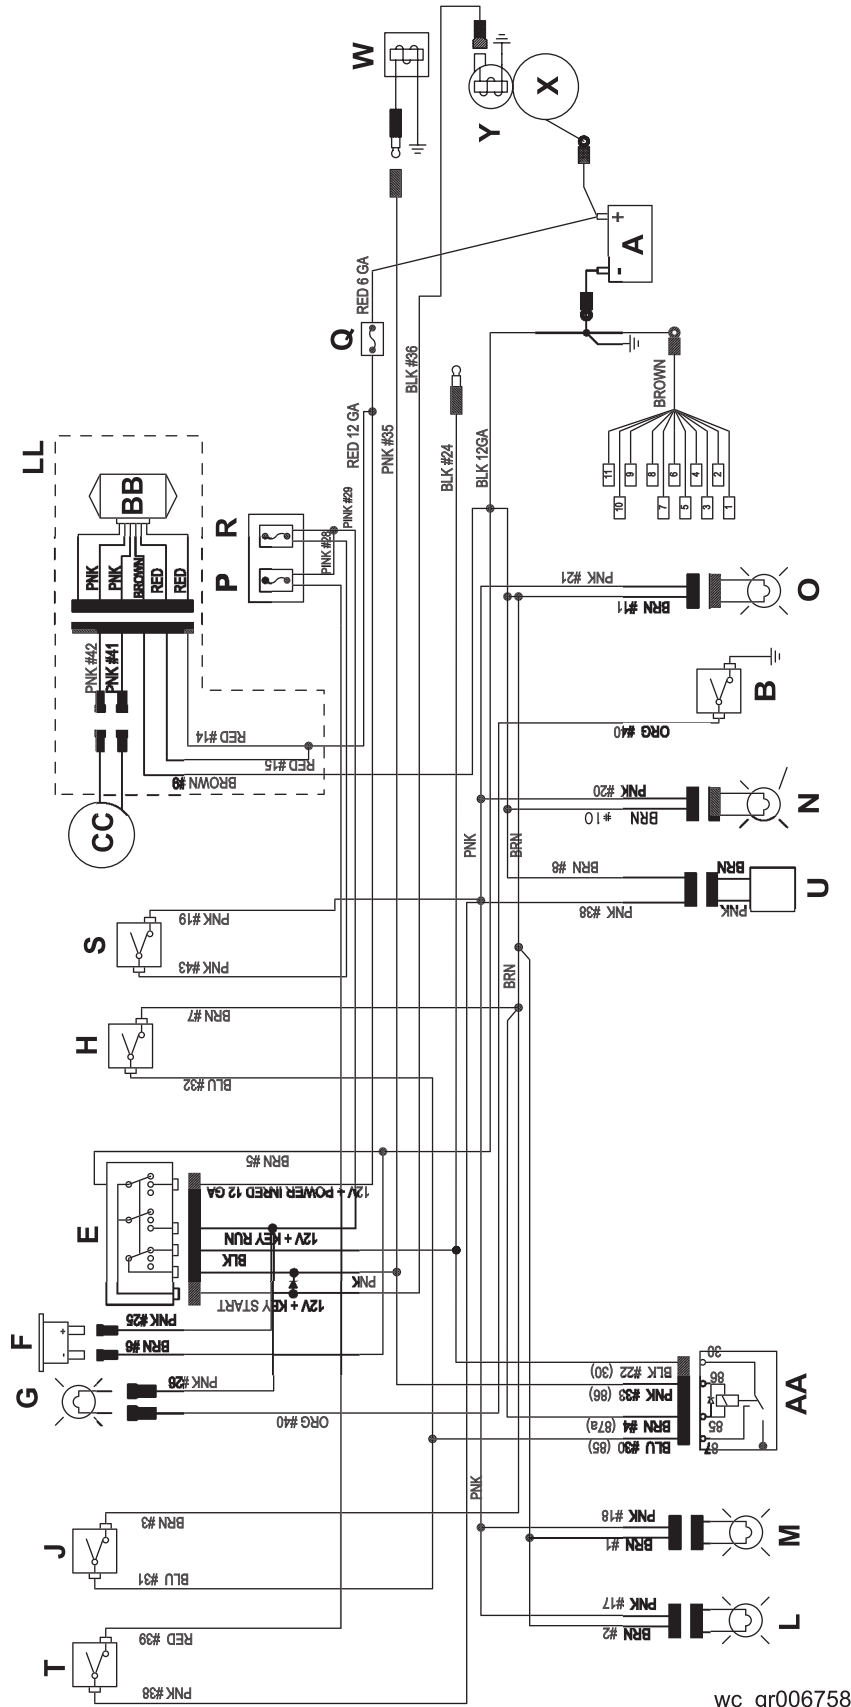 W
Y
X
A
+
-
Q
RED 6 GA
BLK #36
RED 12 GA
PNK #35
BLK #24
BLK 12GA
BROWN
11
9
8
6
4
2
10
7
5
3
1
LL
BB
PNK
PNK
BROWN
RED
RED
PNK #42
PNK #41
RED #14
RED #15
BROWN #9
CC
R
P
PINK #29
PINK #28
PNK #21
BRN #11
O
B
ORG #40
PNK #20
BRN #10
N
PNK
BRN
BRN #8
PNK #38
BRN
PNK
U
S
PNK #19
PNK #43
BRN
H
BRN #7
BLU #32
E
BRN #5
12V + POWER INRED 12 GA
12V + KEY RUN
BLK
PNK
12V + KEY START
F
+
-
PNK #25
BRN #6
G
PNK #26
ORG #40
BLK #22 (30)
PNK #33 (86)
BRN #4 (87a)
BLU #30 (85)
30
86
85
87
AA
PNK
J
BRN #3
BLU #31
PNK #18
BRN #1
M
PNK #17
BRN #2
L
T
RED #39
PNK #38
wc_gr006758